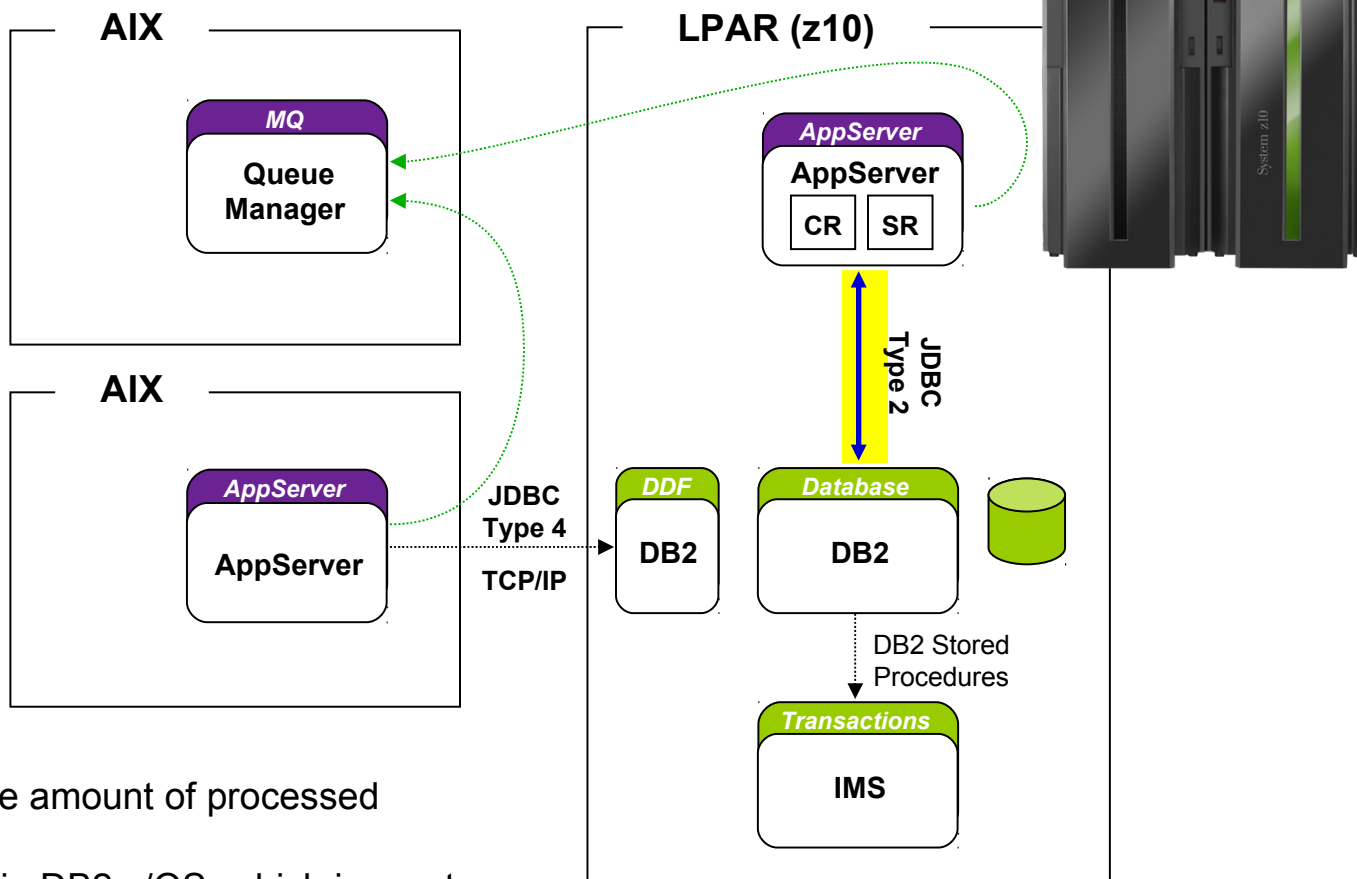 AIX
LPAR (z10)
System z10
MQ
Queue
Manager
AppServer
AppServer
CR
SR
JDBC
Type 2
AIX
AppServer
AppServer
JDBC
Type 4
TCP/IP
DDF
DB2
Database
DB2
DB2 Stored
Procedures
Transactions
IMS
amount of processed